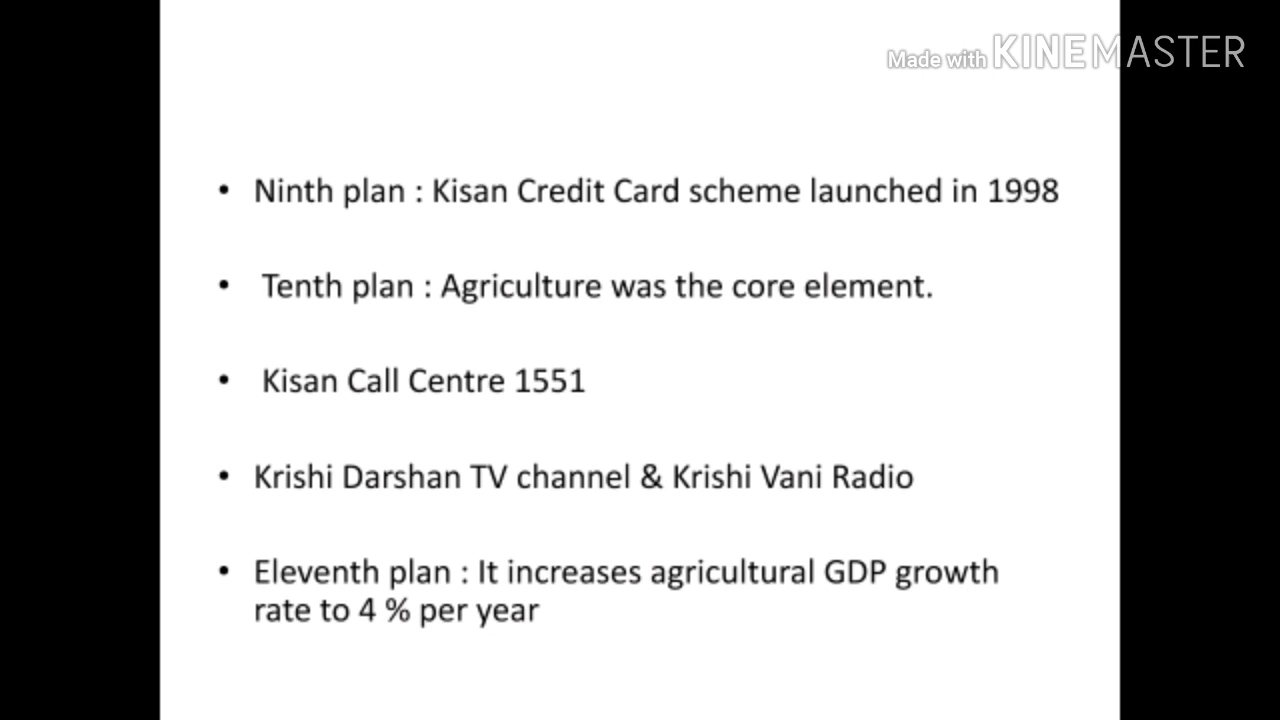 Made with KINEMASTER
• Ninth plan : Kisan Credit Card scheme launched in 1998
• Tenth plan : Agriculture was the core element.
• Kisan Call Centre 1551
• Krishi Darshan TV channel & Krishi Vani Radio
• Eleventh plan : It increases agricultural GDP growth
rate to 4 % per year